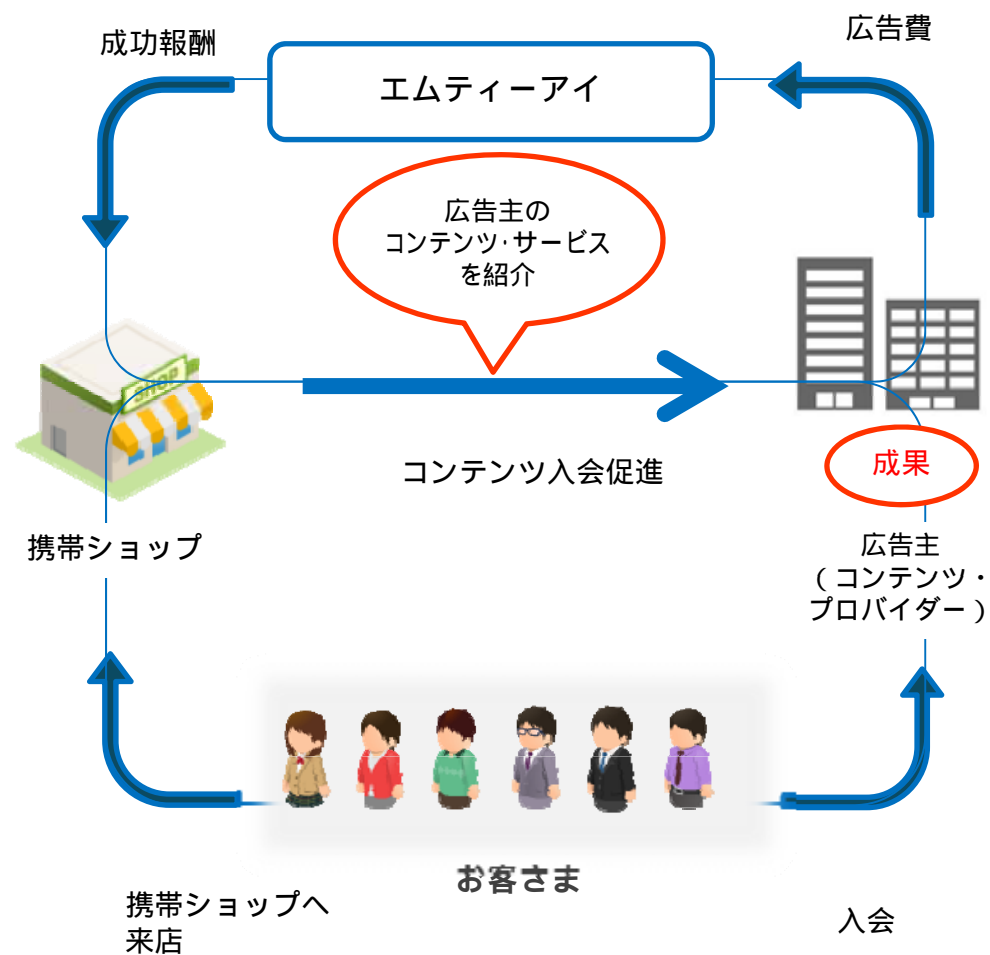 成功報酬
広告費
エムティーアイ
広告主の
コンテンツ・サービス
を紹介
SHOP
コンテンツ入会促進
成果
携帯ショップ
広告主
（コンテンツ・
プロバイダー）
お客さま
携帯ショップへ
来店
入会